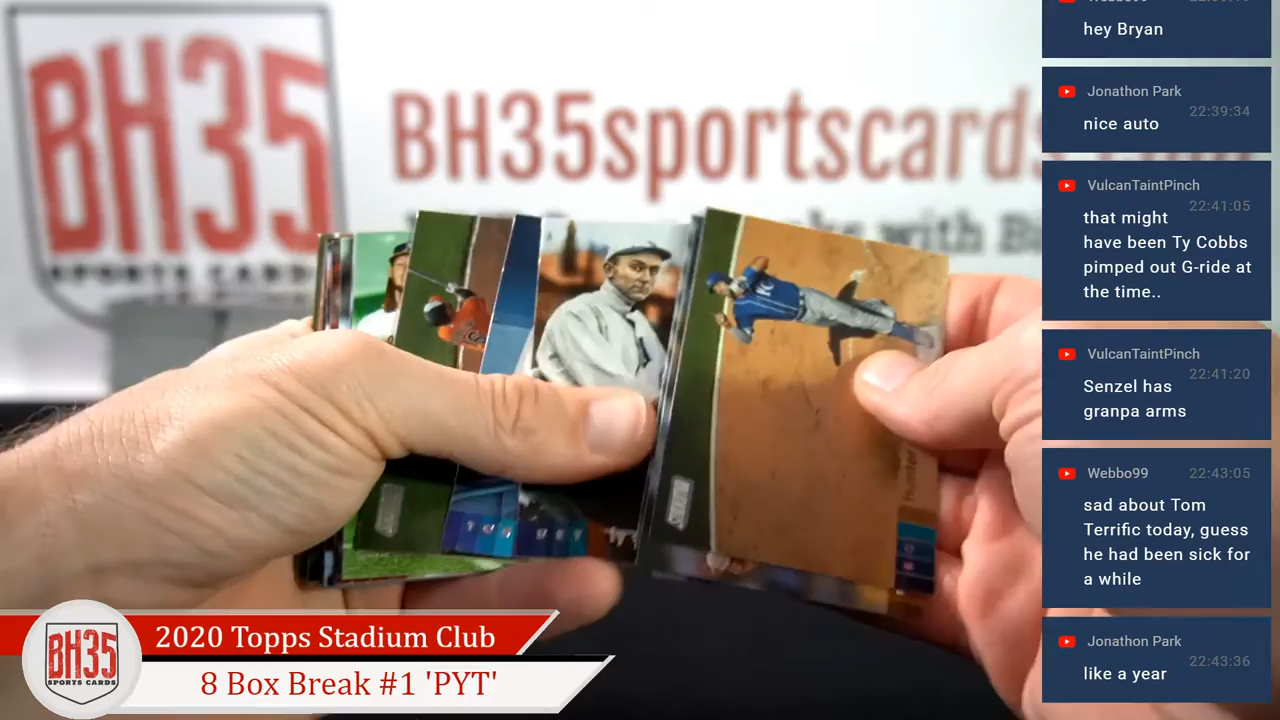 BH35
SPORTS CARDS
BH35sportscards
with
hey Bryan
Jonathon Park
22:39:34
nice auto
VulcanTaintPinch
22:41:05
that might
have been Ty Cobbs
pimped out G-ride at
the time..
VulcanTaintPinch
22:41:20
Senzel has
granpa arms
Webbo99 22:43:05
sad about Tom
Terrific today, guess
he had been sick for
a while
Jonathon Park
22:43:36
like a year
KC
Hunter
BH35
SPORTS CARDS
2020 Topps Stadium Club
8 Box Break #1 'PYT'